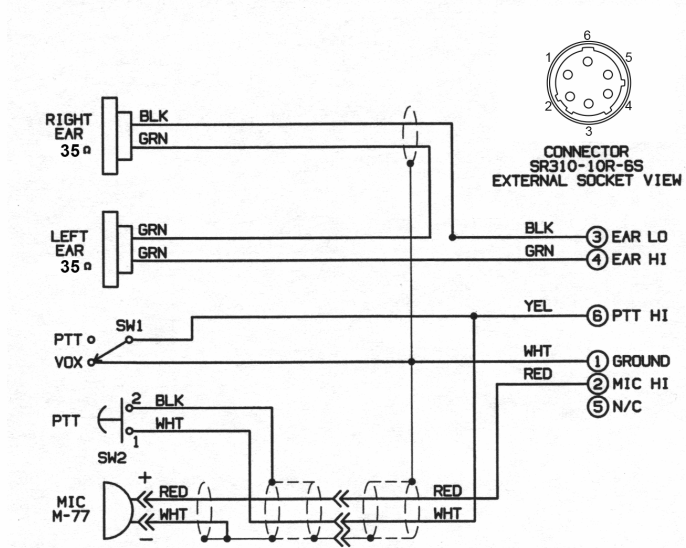 6
1
5
2
4
3
CONNECTOR
SR310-10R-6S
EXTERNAL SOCKET VIEW
RIGHT
EAR
35Ω
BLK
GRN
LEFT
EAR
35Ω
GRN
GRN
BLK
3 EAR LO
GRN
4 EAR HI
YEL
6 PTT HI
PTT
SW1
VOX
WHT
1 GROUND
RED
2 MIC HI
5 N/C
PTT
2 BLK
WHT
1
SW2
MIC
M-77
+
RED
WHT
-
RED
WHT